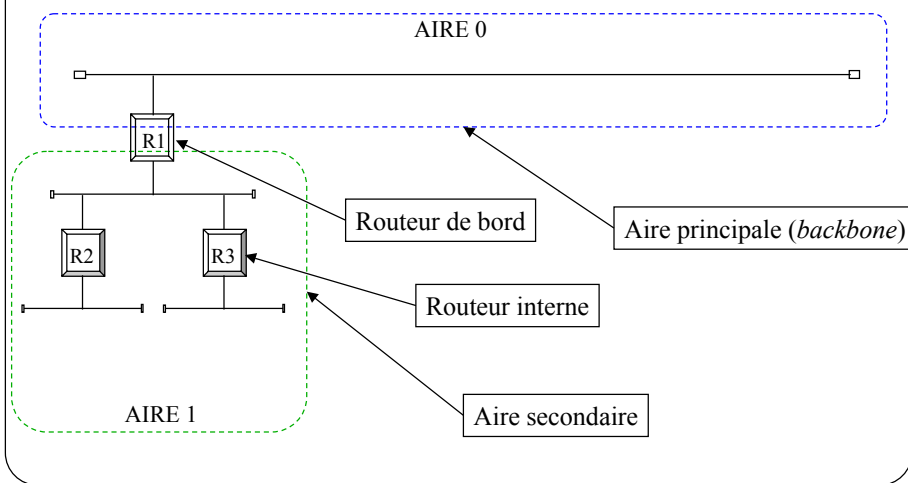 AIRE 0
R1
Routeur de bord
Aire principale (backbone)
R2
R3
Routeur interne
AIRE 1
Aire secondaire